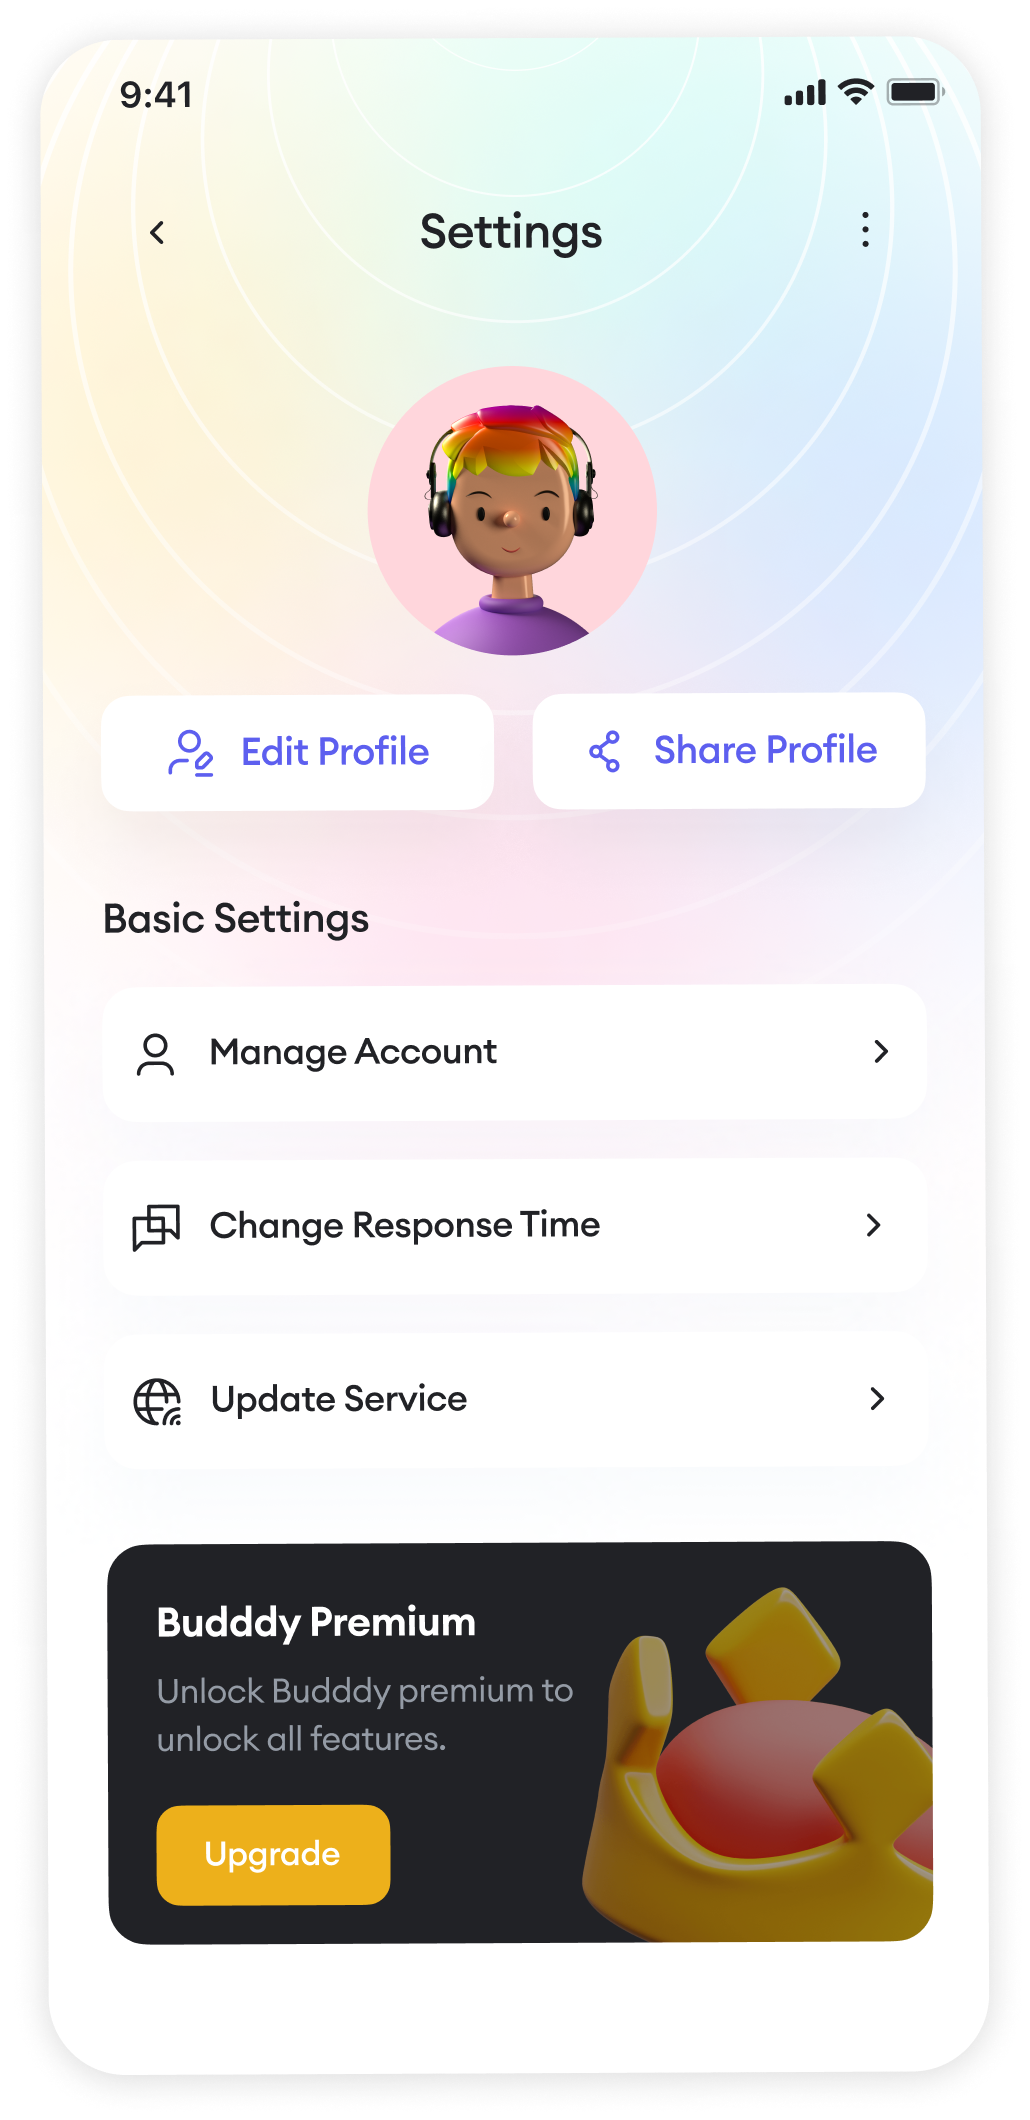 9:41
Settings
Edit Profile
Share Profile
Basic Settings
Manage Account
Change Response Time
Update Service
Budddy Premium
Unlock Budddy premium to
unlock all features.
Upgrade